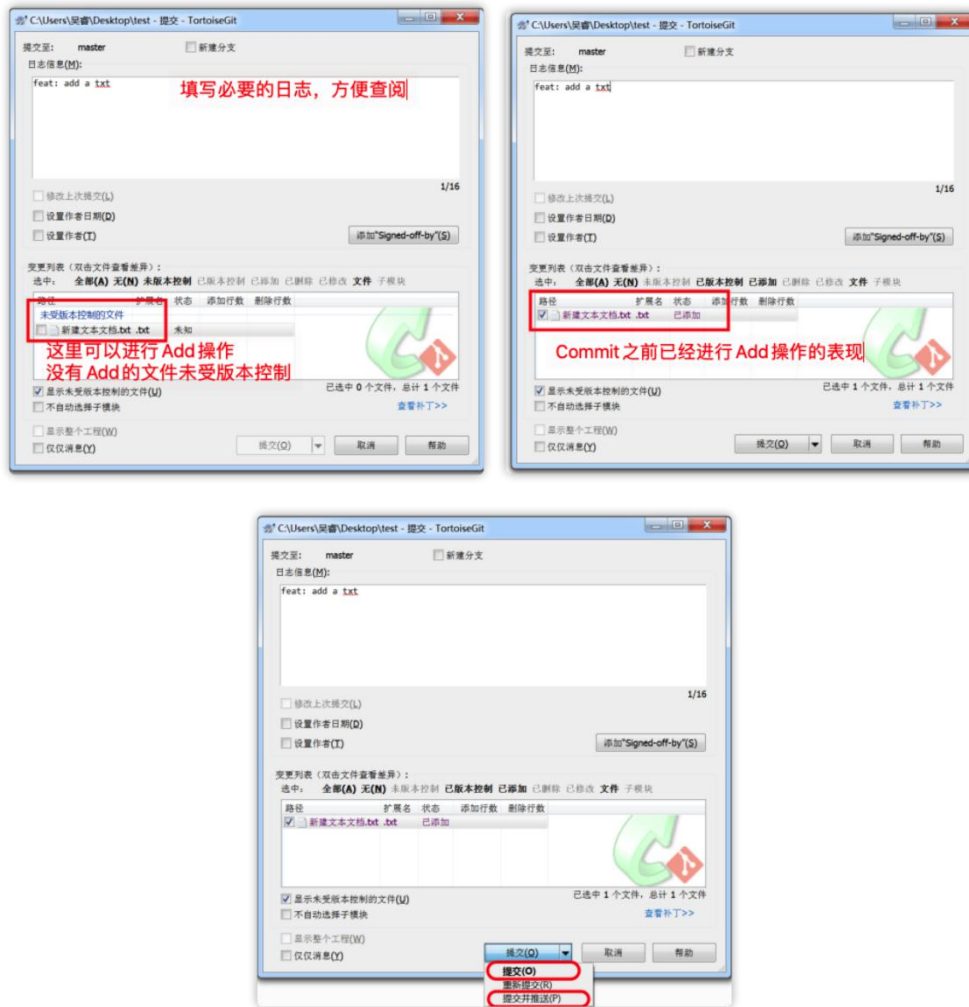 C:\Users\吴睿\Desktop\test - 提交 - TortoiseGit
提交至: master 新建分支
日志信息(M):
feat: add a txt
填写必要的日志，方便查阅
1/16
修改上次提交(L)
设置作者日期(D)
设置作者(T)
添加"Signed-off-by"(S)
变更列表（双击文件查看差异）:
选中: 全部(A) 无(N) 未版本控制 已版本控制 已添加 已删除 已修改 文件 子模块
路径 扩展名 状态 添加行数 删除行数
未受版本控制的文件
新建文本文档.txt .txt 未知
这里可以进行Add操作
没有Add的文件未受版本控制
已选中 0 个文件，总计 1 个文件
显示未受版本控制的文件(U)
不自动选择子模块
查看补丁>>
显示整个工程(W)
仅仅消息(Y)
提交(O) 取消 帮助
C:\Users\吴睿\Desktop\test - 提交 - TortoiseGit
提交至: master 新建分支
日志信息(M):
feat: add a txt
1/16
修改上次提交(L)
设置作者日期(D)
设置作者(T)
添加"Signed-off-by"(S)
变更列表（双击文件查看差异）:
选中: 全部(A) 无(N) 未版本控制 已版本控制 已添加 已删除 已修改 文件 子模块
路径 扩展名 状态 添加行数 删除行数
新建文本文档.txt .txt 已添加
Commit之前已经进行Add操作的表现
已选中 1 个文件，总计 1 个文件
显示未受版本控制的文件(U)
不自动选择子模块
查看补丁>>
显示整个工程(W)
仅仅消息(Y)
提交(O) 取消 帮助
C:\Users\吴睿\Desktop\test - 提交 - TortoiseGit
提交至: master 新建分支
日志信息(M):
feat: add a txt
1/16
修改上次提交(L)
设置作者日期(D)
设置作者(T)
添加"Signed-off-by"(S)
变更列表（双击文件查看差异）:
选中: 全部(A) 无(N) 未版本控制 已版本控制 已添加 已删除 已修改 文件 子模块
路径 扩展名 状态 添加行数 删除行数
新建文本文档.txt .txt 已添加
已选中 1 个文件，总计 1 个文件
显示未受版本控制的文件(U)
不自动选择子模块
查看补丁>>
显示整个工程(W)
仅仅消息(Y)
提交(O) 取消 帮助
提交(O)
重新提交(R)
提交并推送(P)